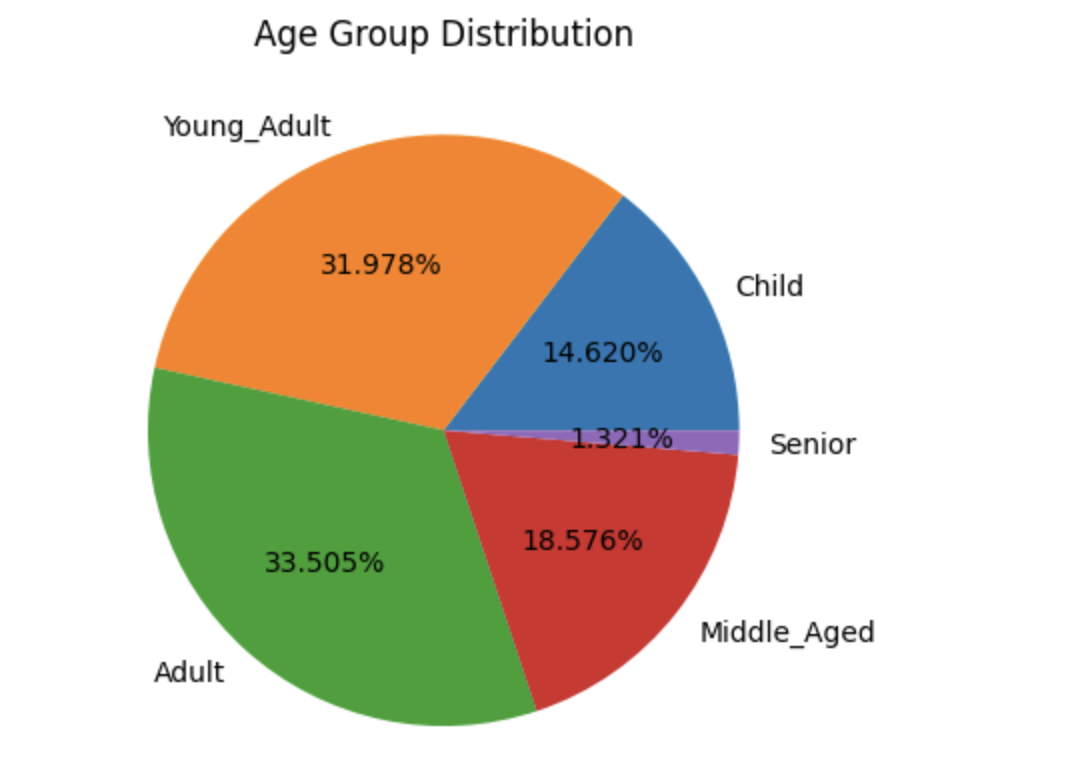 Age Group Distribution
Young_Adult
31.978%
Child
14.620%
1.321%
Senior
18.576%
33.505%
Middle_Aged
Adult